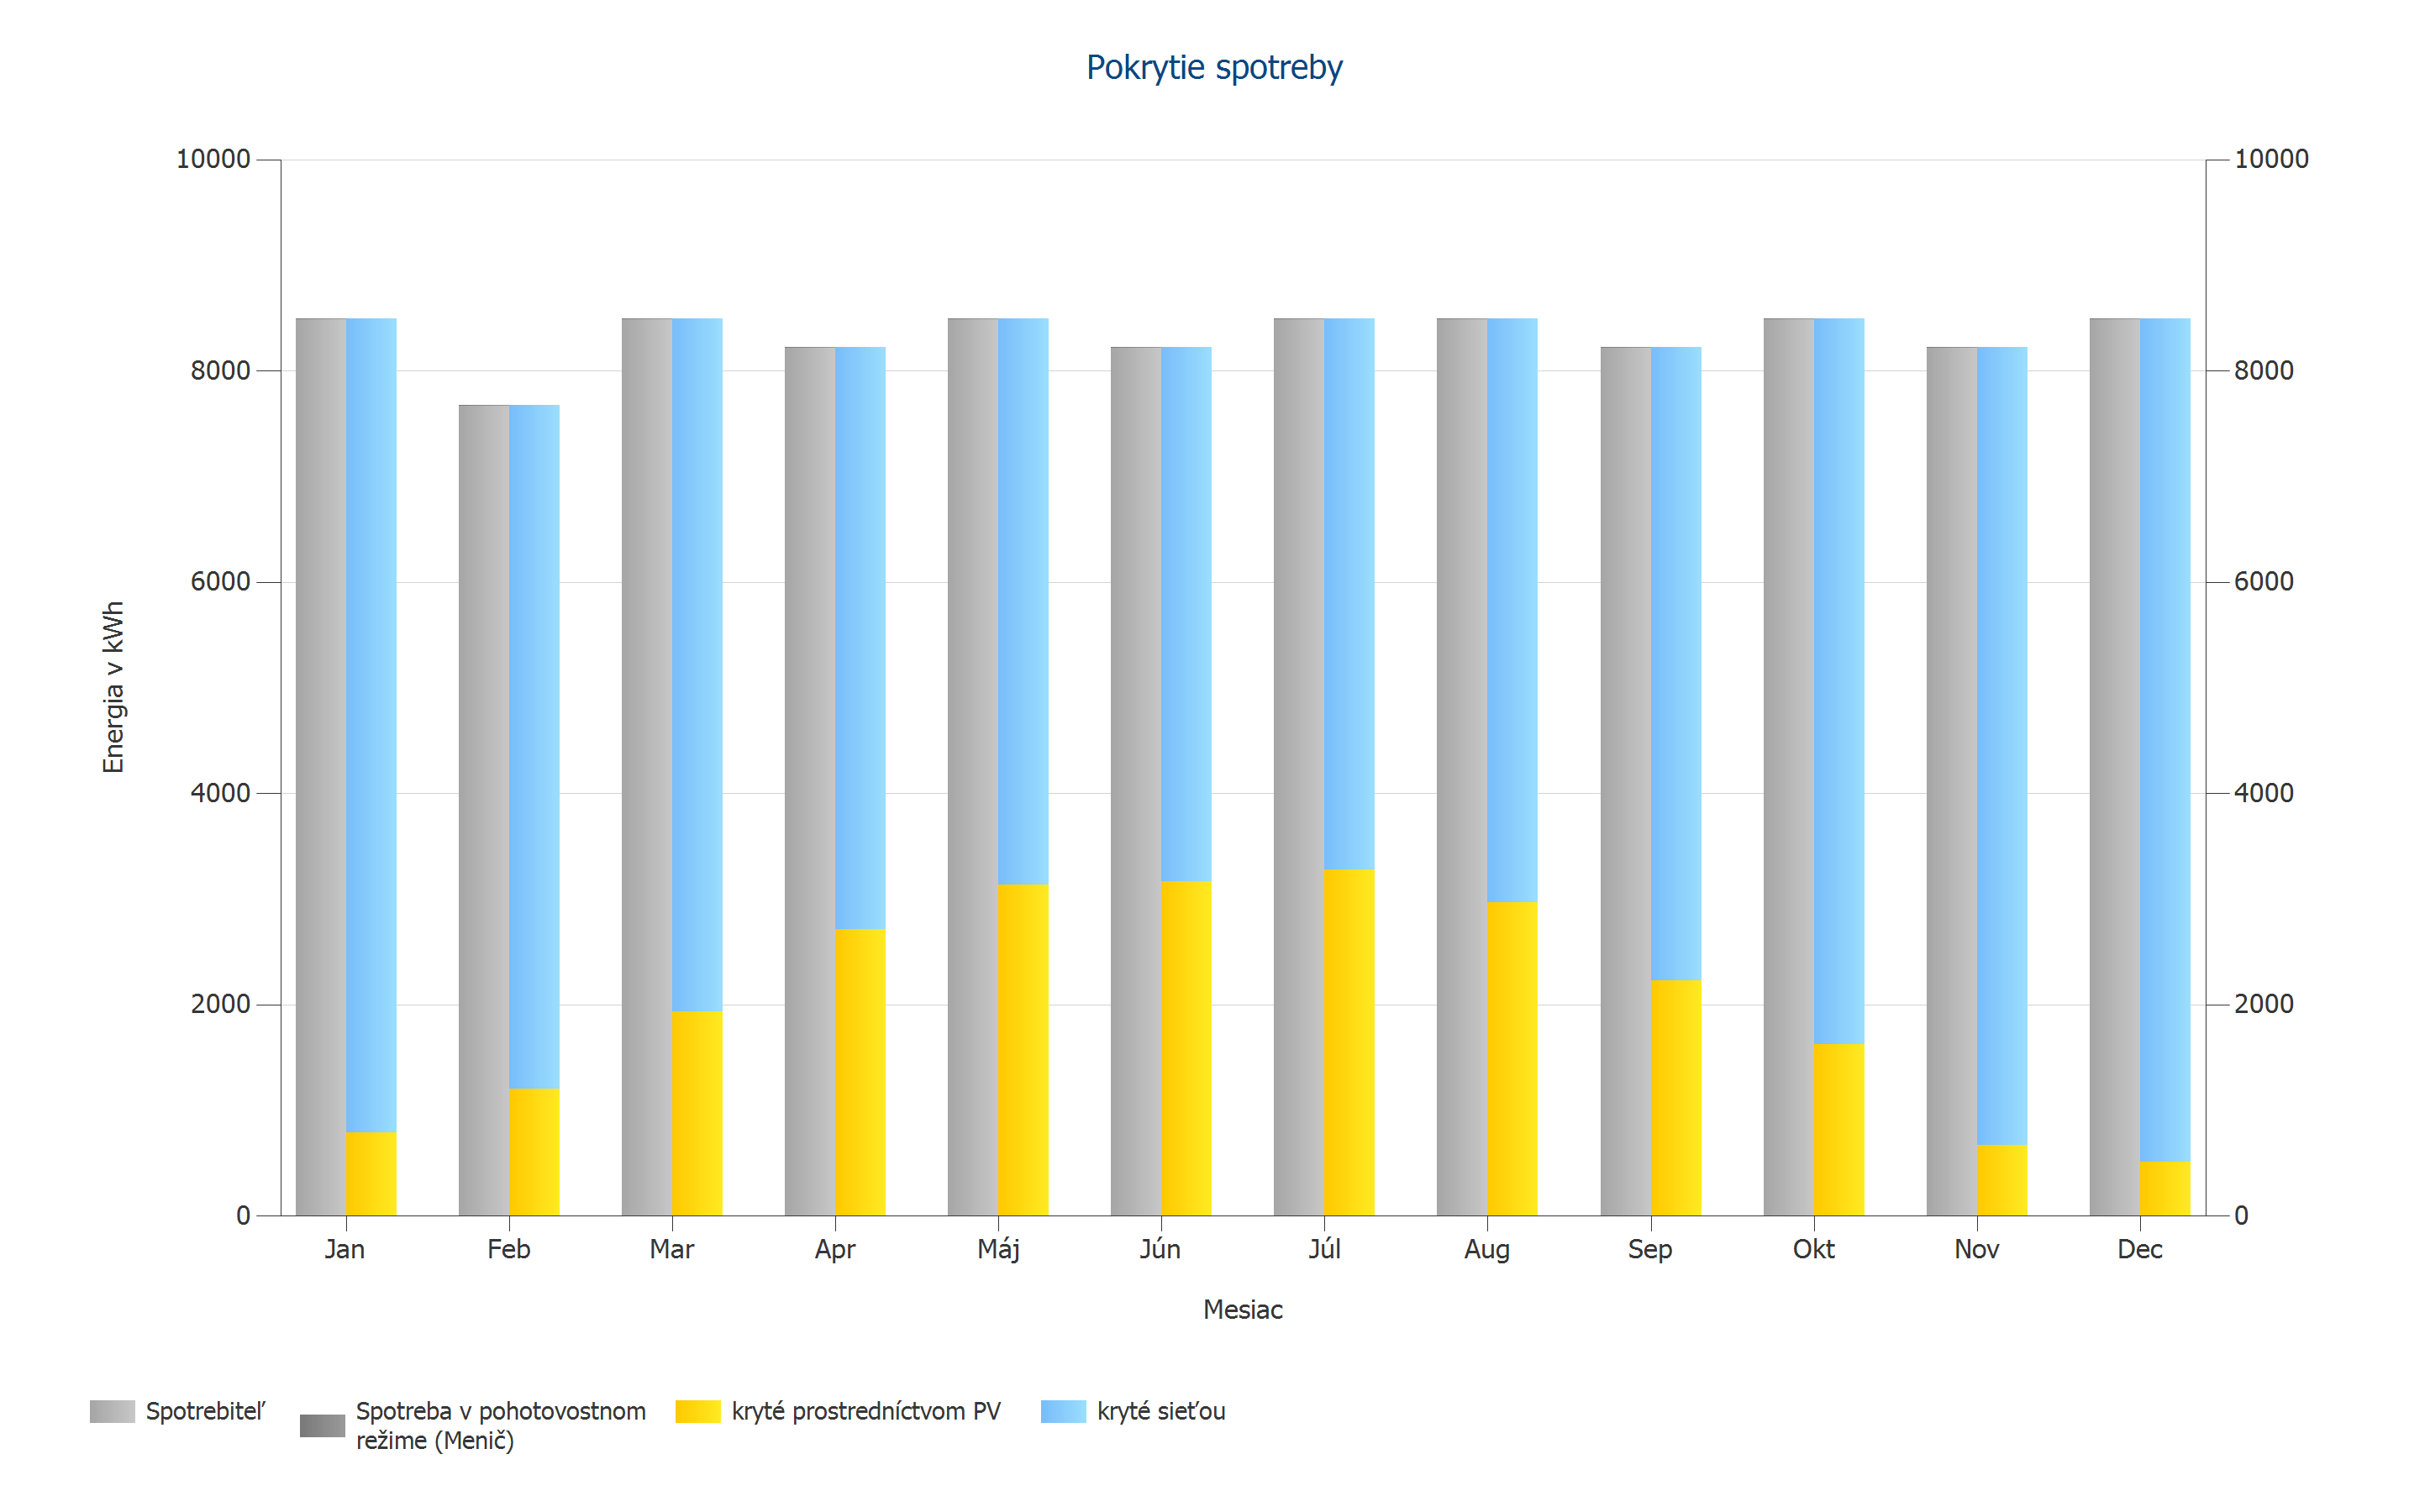 Pokrytie spotreby
10000
10000
8000
8000
6000
6000
4000
4000
2000
2000
0
0
Energia v kWh
Jan Feb Mar Apr Máj Jún Júl Aug Sep Okt Nov Dec
Mesiac
Spotrebiteľ
Spotreba v pohotovostnom
režime (Menič)
kryté prostredníctvom PV
kryté sieťou